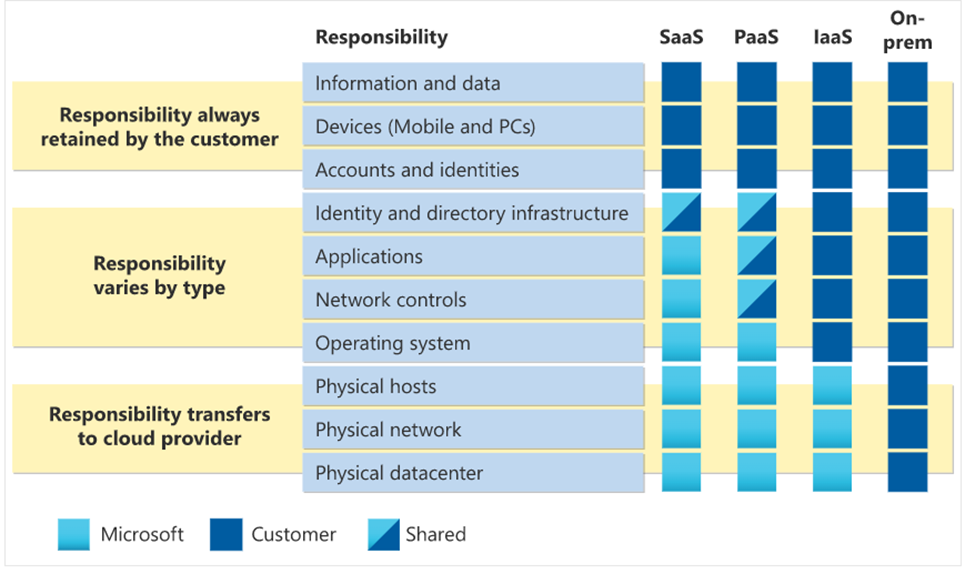 Responsibility
SaaS
PaaS
IaaS
On-
prem
Responsibility always
retained by the customer
Information and data
Devices (Mobile and PCs)
Accounts and identities
Responsibility
varies by type
Identity and directory infrastructure
Applications
Network controls
Operating system
Responsibility transfers
to cloud provider
Physical hosts
Physical network
Physical datacenter
Microsoft
Customer
Shared